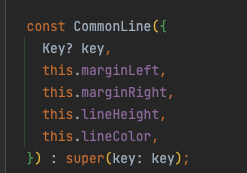 const CommonLine({
Key? key,
this.marginLeft,
this.marginRight,
this.lineHeight,
this.lineColor,
}) : super(key: key);